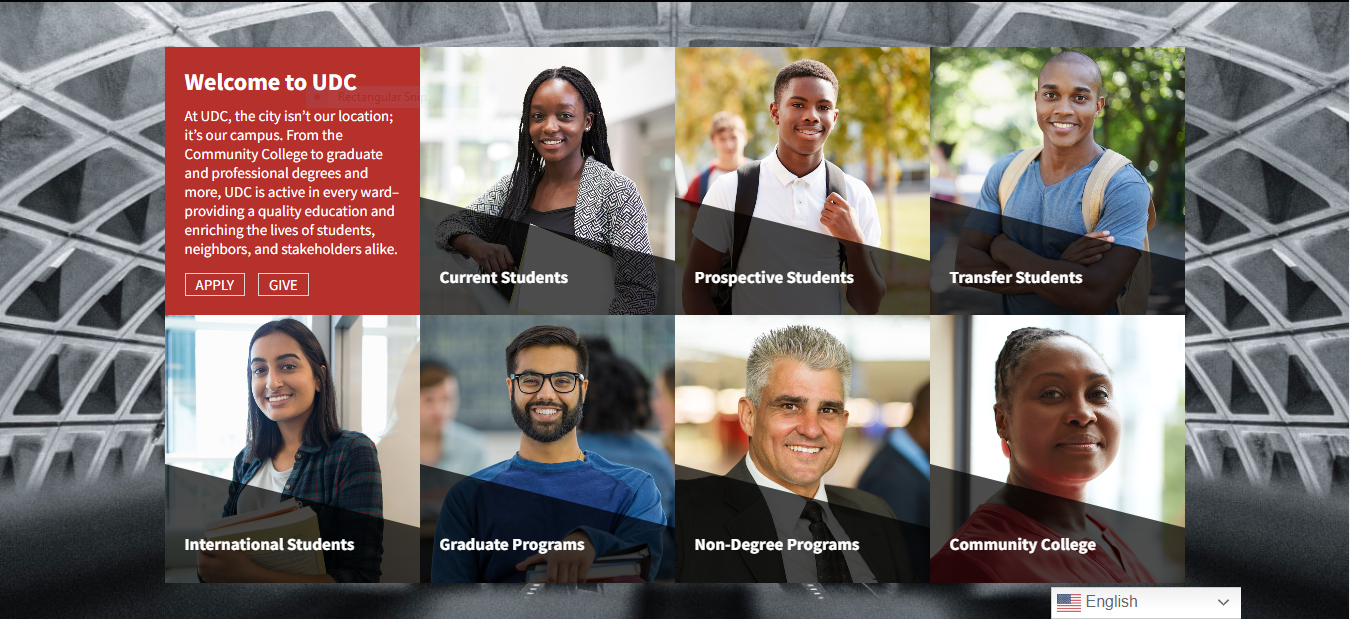 Welcome to UDC
Rectangular Snip
At UDC, the city isn’t our location;
it’s our campus. From the
Community College to graduate
and professional degrees and
more, UDC is active in every ward–
providing a quality education and
enriching the lives of students,
neighbors, and stakeholders alike.
APPLY GIVE
Current Students
Prospective Students
Transfer Students
International Students
Graduate Programs
Non-Degree Programs
Community College
English